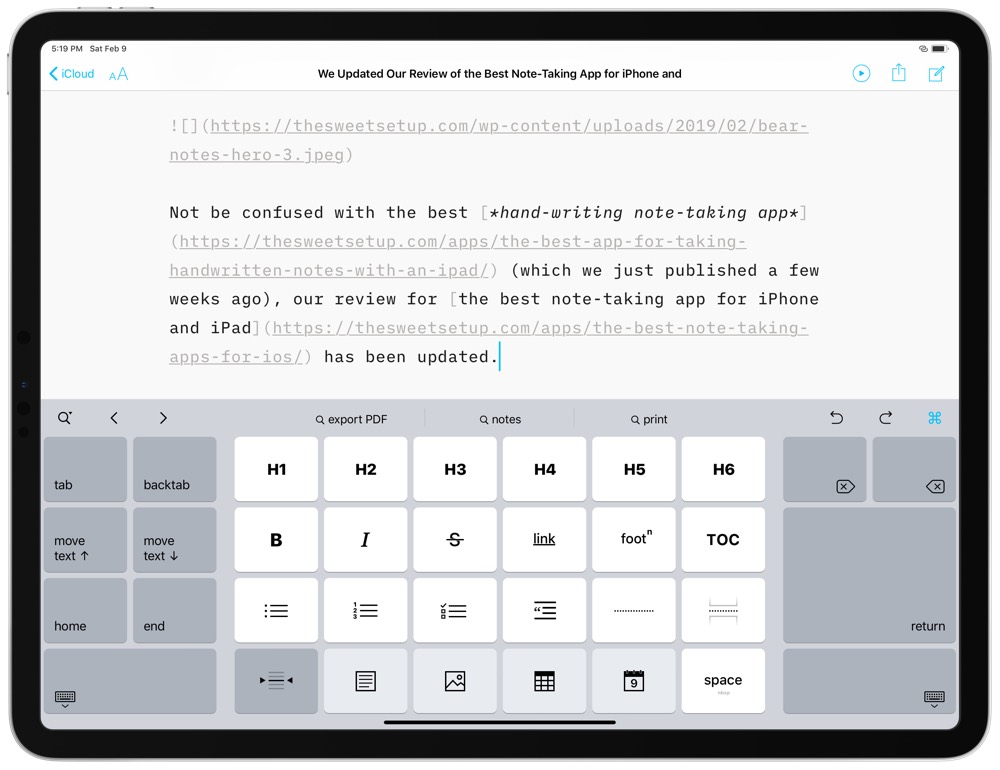 5:19 PM Sat Feb 9
iCloud AA We Updated Our Review of the Best Note-Taking App for iPhone and
![](https://thesweetsetup.com/wp-content/uploads/2019/02/bear-
notes-hero-3.jpeg)
Not be confused with the best [*hand-writing note-taking app*]
(https://thesweetsetup.com/apps/the-best-app-for-taking-
handwritten-notes-with-an-ipad/) (which we just published a few
weeks ago), our review for [the best note-taking app for iPhone
and iPad](https://thesweetsetup.com/apps/the-best-note-taking-
apps-for-ios/) has been updated.
export PDF notes print
tab backtab H1 H2 H3 H4 H5 H6
move text ↑ move text ↓ B I S link footn TOC
home end 1 2 3 return
9 space